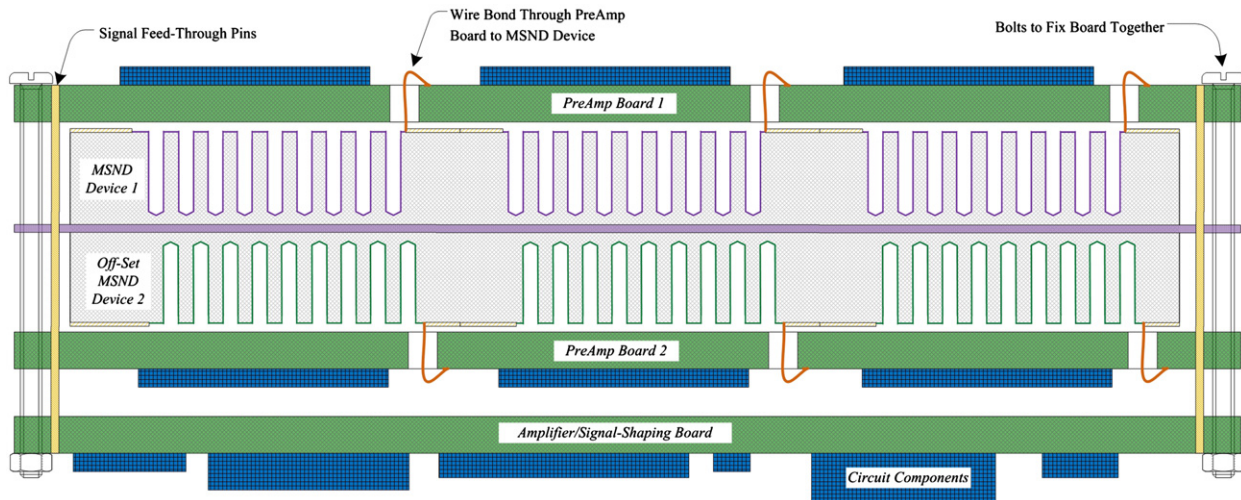 Signal Feed-Through Pins
Wire Bond Through PreAmp
Board to MSND Device
Bolts to Fix Board Together
PreAmp Board 1
MSND
Device 1
Off-Set
MSND
Device 2
PreAmp Board 2
Amplifier/Signal-Shaping Board
Circuit Components